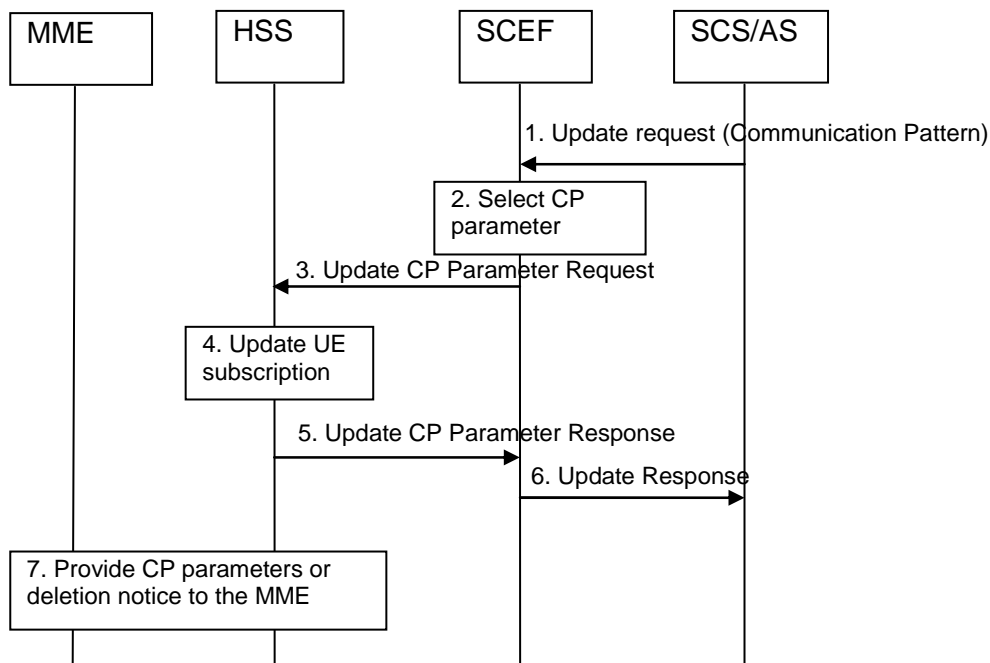 MME
HSS
SCEF
SCS/AS
1. Update request (Communication Pattern)
2. Select CP
parameter
3. Update CP Parameter Request
4. Update UE
subscription
5. Update CP Parameter Response
6. Update Response
7. Provide CP parameters or
deletion notice to the MME